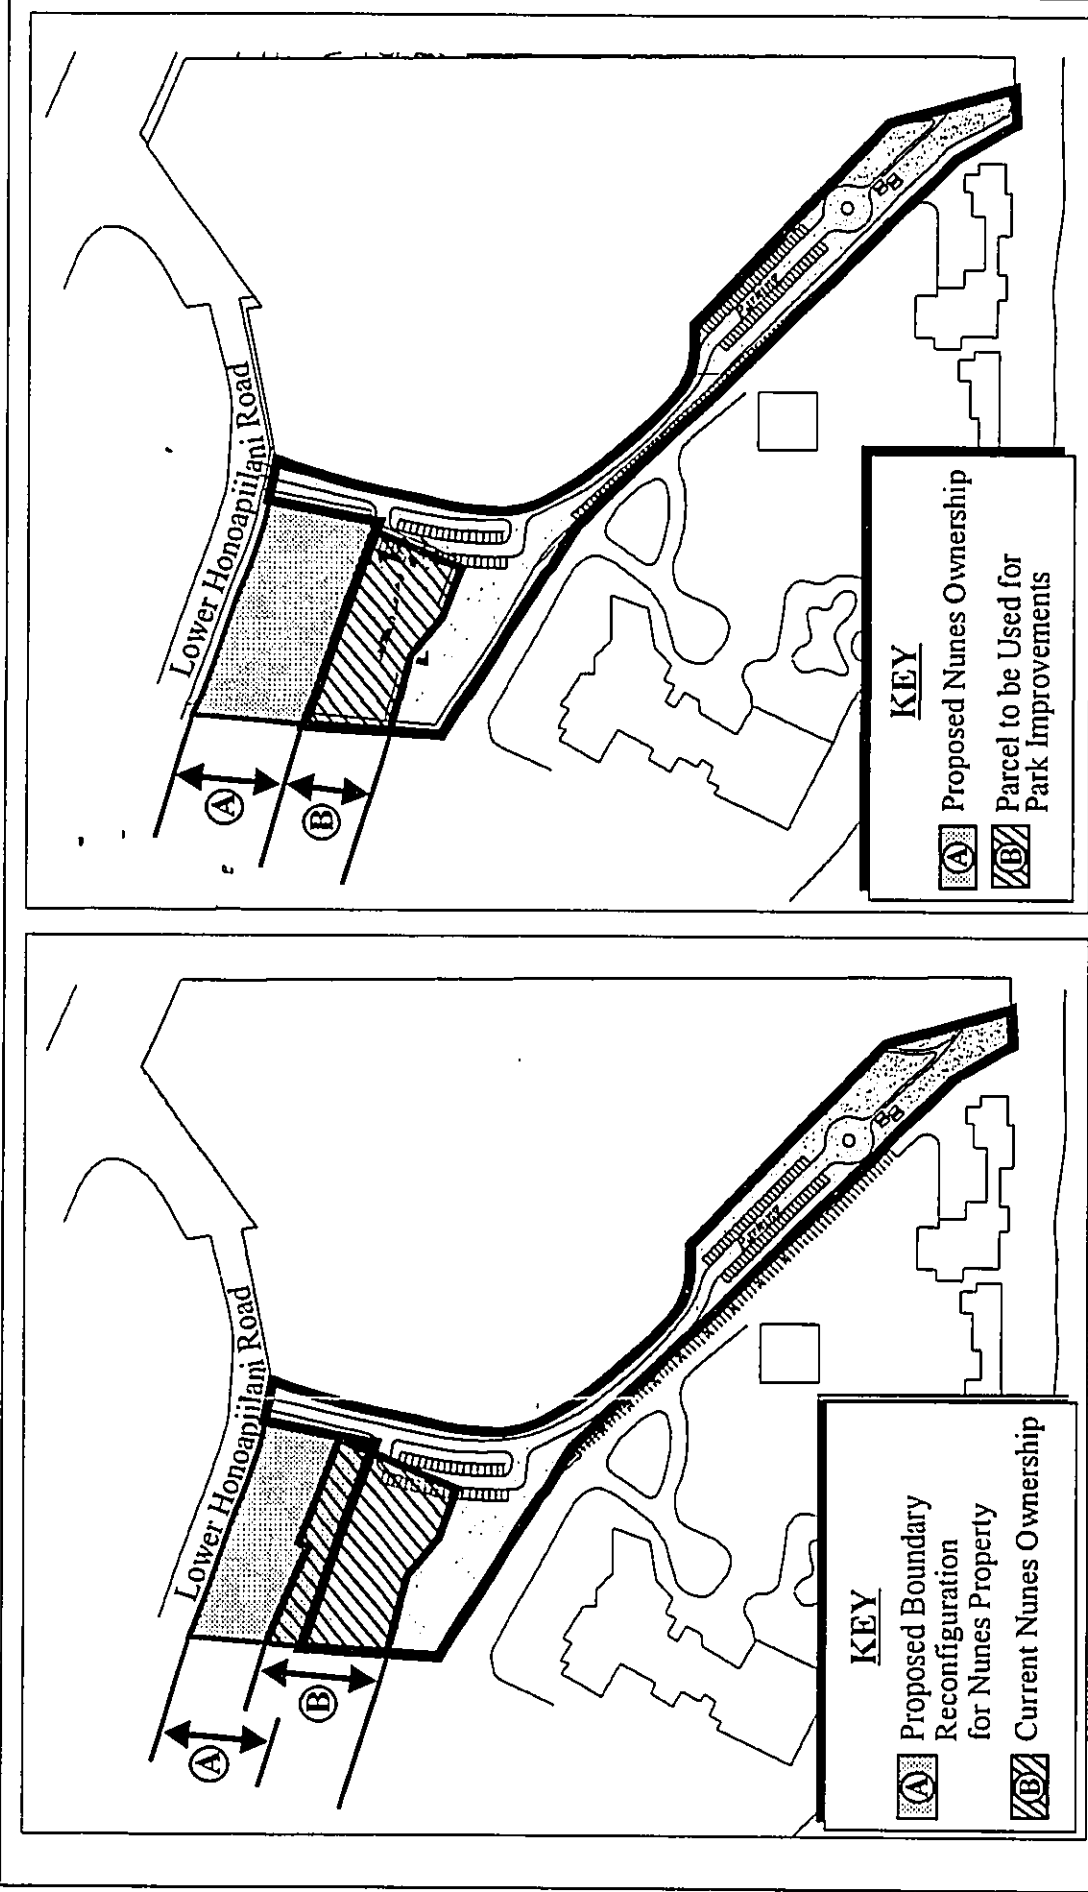 Lower Honoapiilani Road
A
B
KEY
A Proposed Boundary
Reconfiguration
for Nunes Property
B Current Nunes Ownership
Lower Honoapiilani Road
A
B
KEY
A Proposed Nunes Ownership
B Parcel to be Used for
Park Improvements